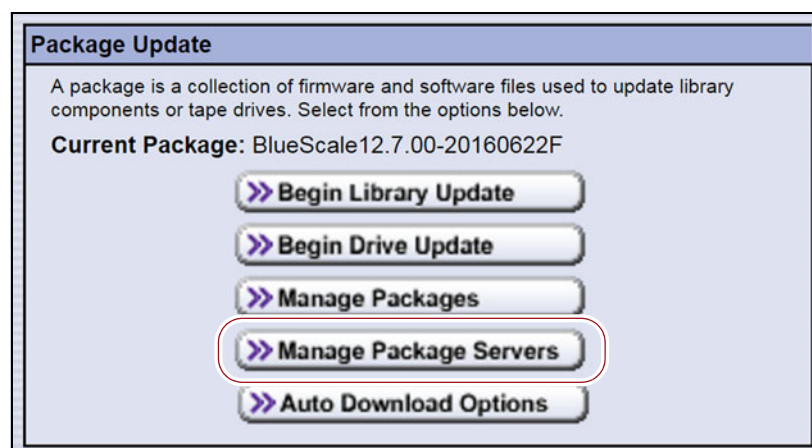 Package Update
A package is a collection of firmware and software files used to update library
components or tape drives. Select from the options below.
Current Package: BlueScale12.7.00-20160622F
Begin Library Update
Begin Drive Update
Manage Packages
Manage Package Servers
Auto Download Options